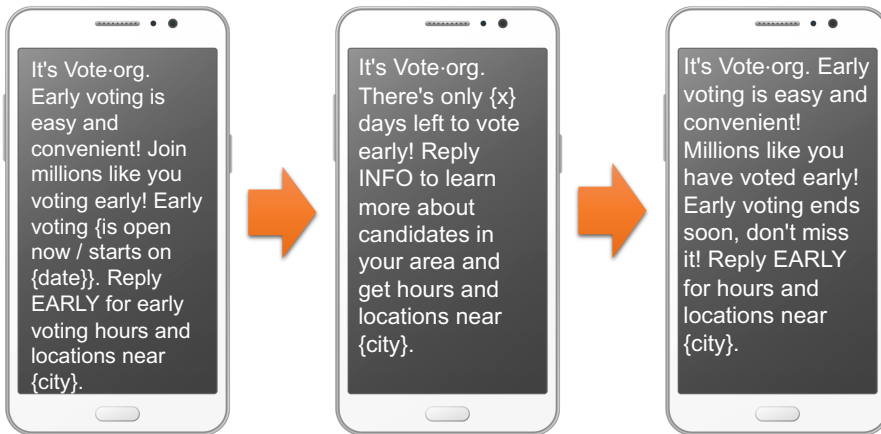 It's Vote·org.
Early voting is
easy and
convenient! Join
millions like you
voting early! Early
voting {is open
now / starts on
{date}}. Reply
EARLY for early
voting hours and
locations near
{city}.
It's Vote·org.
There's only {x}
days left to vote
early! Reply
INFO to learn
more about
candidates in
your area and
get hours and
locations near
{city}.
It's Vote·org. Early
voting is easy and
convenient!
Millions like you
have voted early!
Early voting ends
soon, don't miss
it! Reply EARLY
for hours and
locations near
{city}.